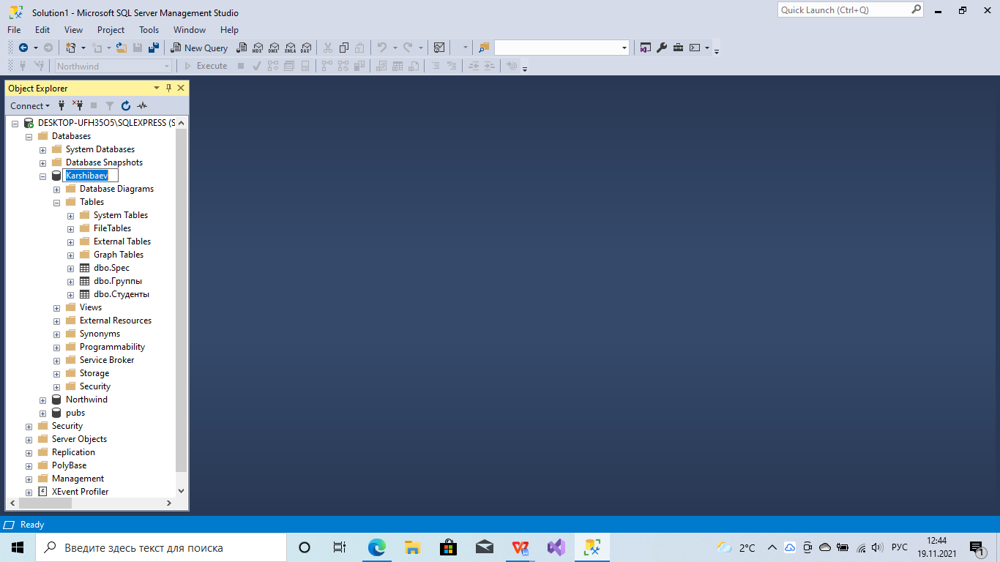 Solution1 - Microsoft SQL Server Management Studio
Quick Launch (Ctrl+Q)
File Edit View Project Tools Window Help
New Query MDX DMX XMLA DAX
Northwind Execute
Object Explorer
Connect
DESKTOP-UFH35O5\SQLEXPRESS (S
Databases
System Databases
Database Snapshots
Karshibaev
Database Diagrams
Tables
System Tables
FileTables
External Tables
Graph Tables
dbo.Spec
dbo.Группы
dbo.Студенты
Views
External Resources
Synonyms
Programmability
Service Broker
Storage
Security
Northwind
pubs
Security
Server Objects
Replication
PolyBase
Management
XEvent Profiler
Ready
Введите здесь текст для поиска
2°C
РУС
12:44
19.11.2021
1